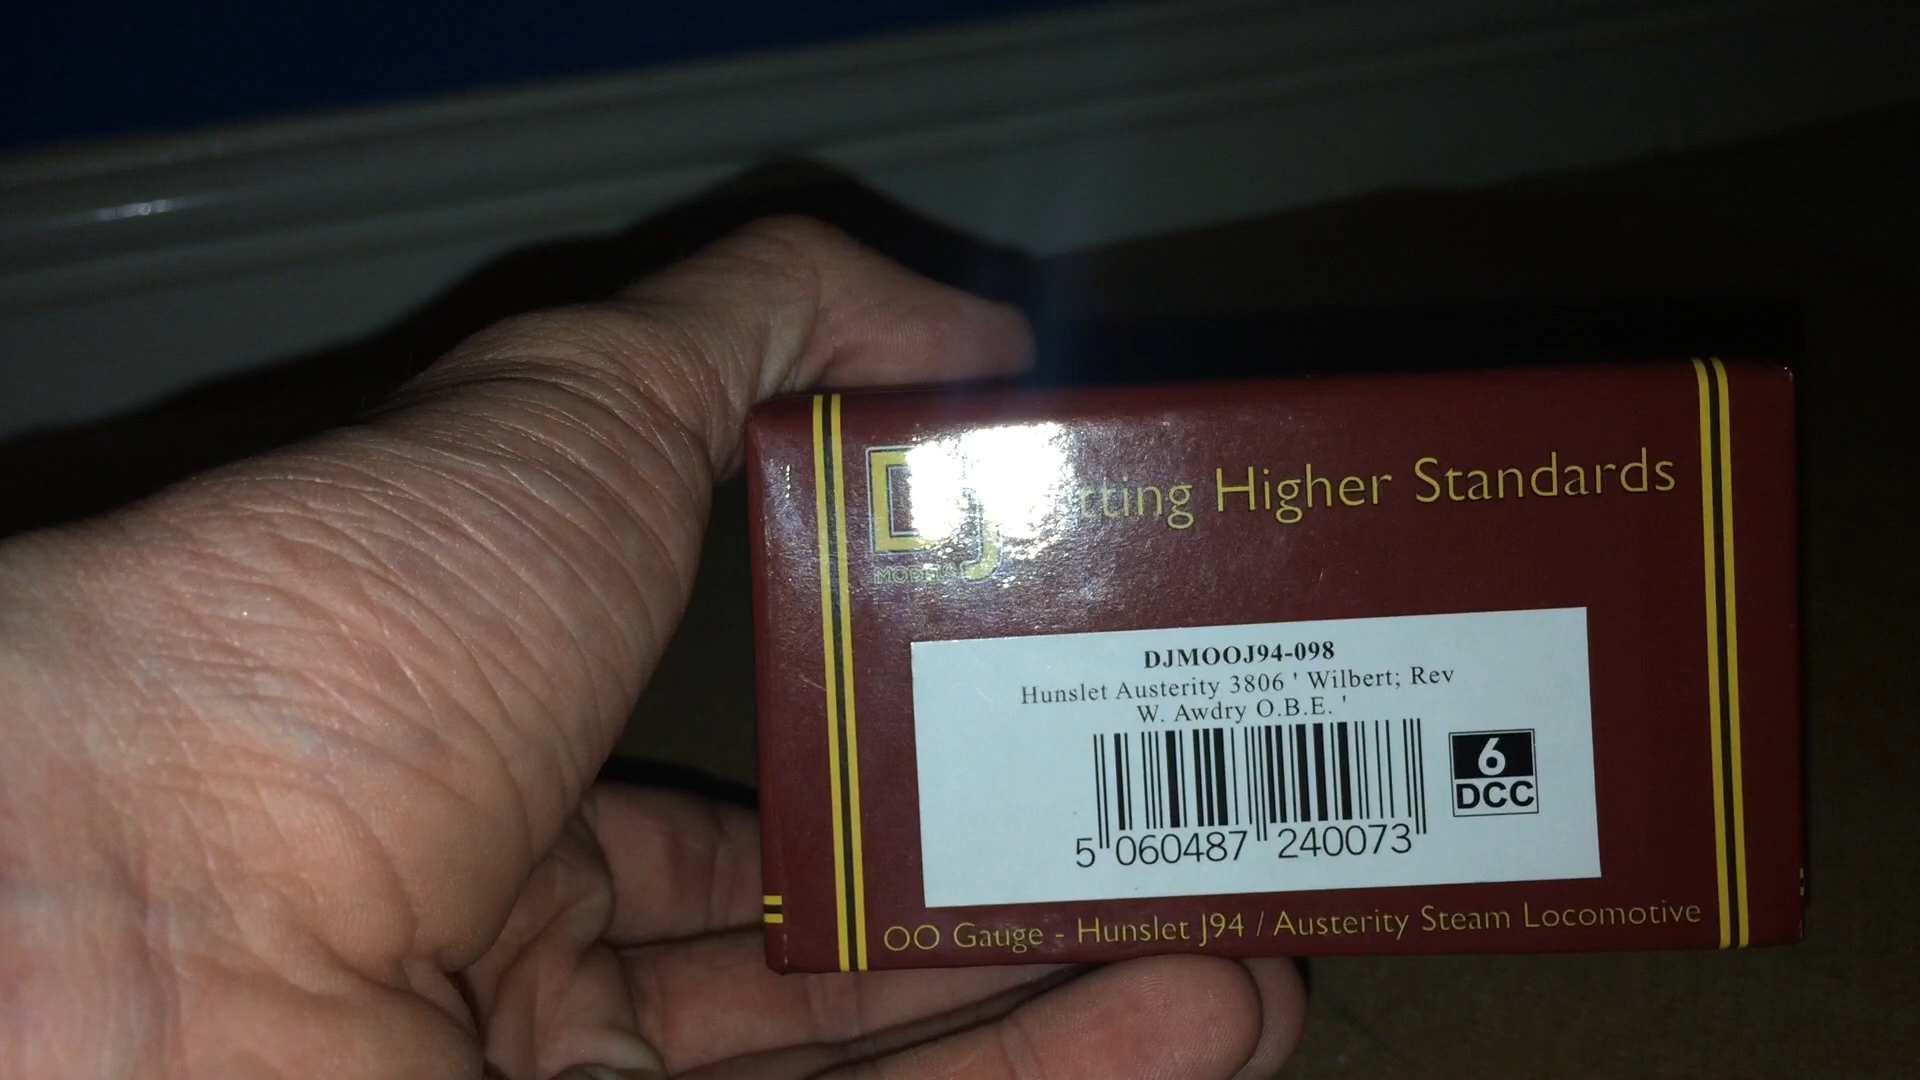 DJ
Higher Standards
MODELS
DJMOOJ94-098
Hunslet Austerity 3806 ' Wilbert; Rev
W. Awdry O.B.E. '
6
DCC
5 060487 240073
OO Gauge - Hunslet J94 / Austerity Steam Locomotive